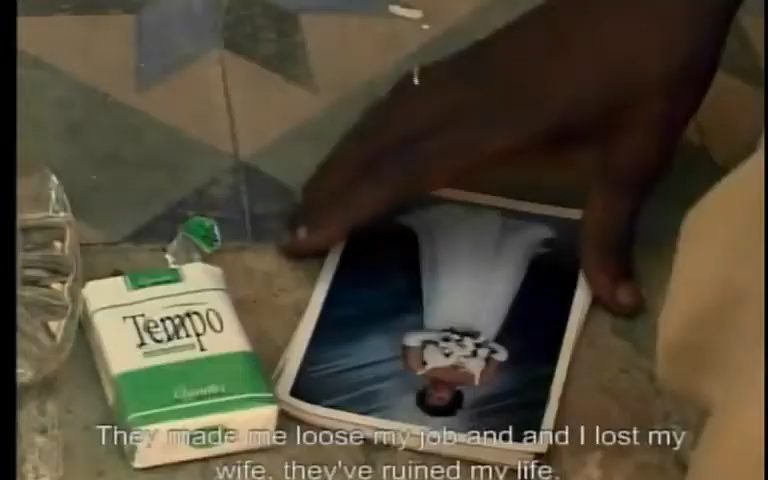 Tempo
They made me loose my job and and I lost my
wife, they've ruined my life.